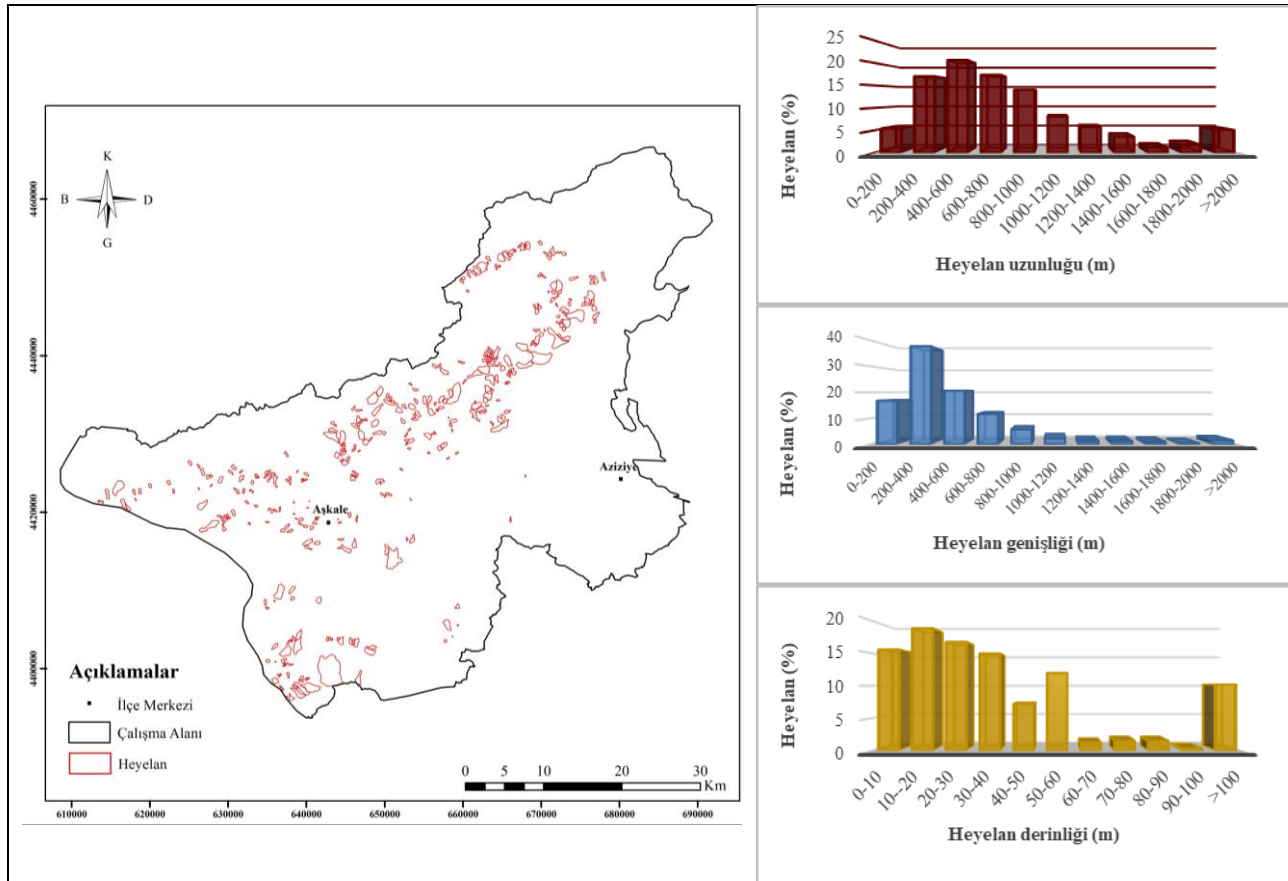 K
B
D
G
4460000
4440000
4420000
4400000
Aziziye
Aşkale
Açıklamalar
İlçe Merkezi
Çalışma Alanı
Heyelan
0 5 10 20 30
Km
610000 620000 630000 640000 650000 660000 670000 680000 690000
Heyelan (%)
25
20
15
10
5
0
0-200 200-400 400-600 600-800 800-1000 1000-1200 1200-1400 1400-1600 1600-1800 1800-2000 >2000
Heyelan uzunluğu (m)
Heyelan (%)
40
30
20
10
0
0-200 200-400 400-600 600-800 800-1000 1000-1200 1200-1400 1400-1600 1600-1800 1800-2000 >2000
Heyelan genişliği (m)
Heyelan (%)
20
15
10
5
0
0-10 10--20 20-30 30-40 40-50 50-60 60-70 70-80 80-90 90-100 >100
Heyelan derinliği (m)